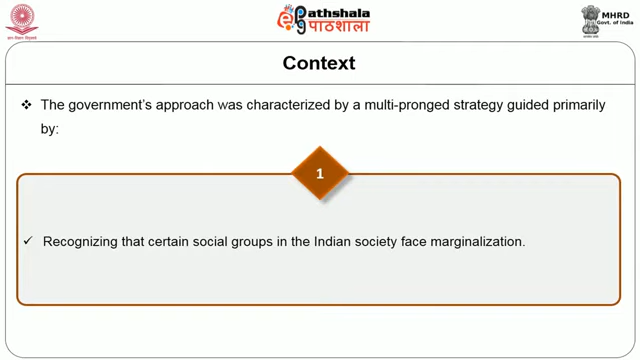 Pathshala
पाठशाला
MHRD
Govt. of India
Context
The government's approach was characterized by a multi-pronged strategy guided primarily
by:
1
Recognizing that certain social groups in the Indian society face marginalization.